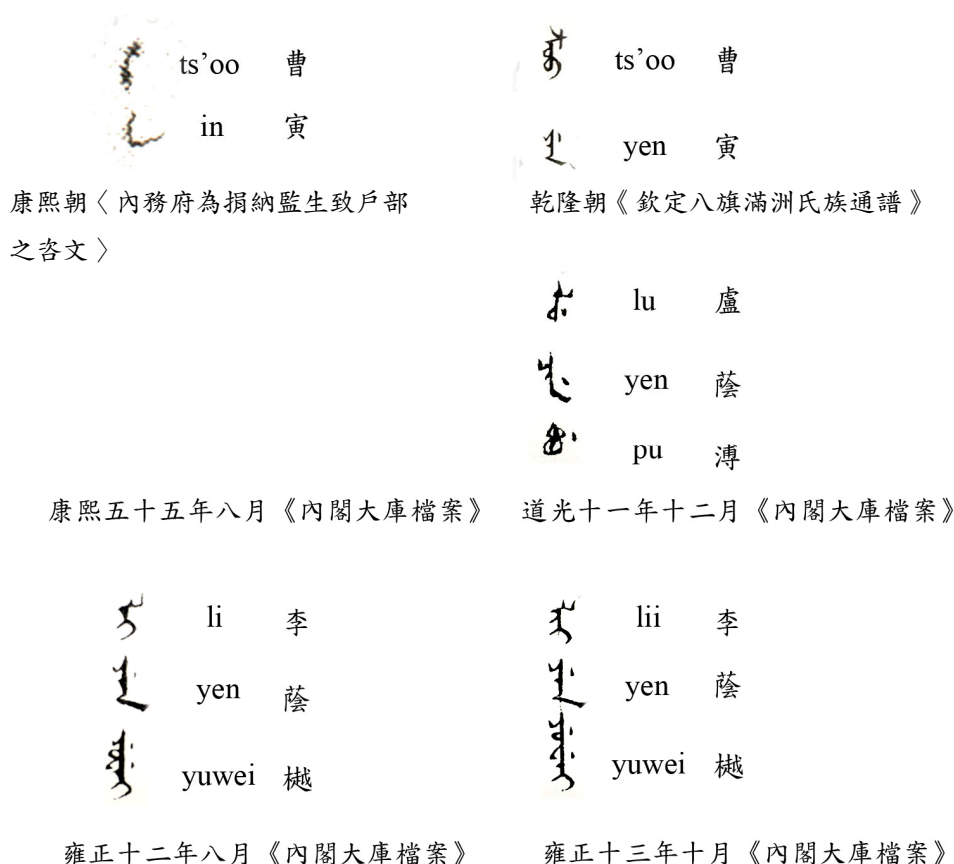 ts’oo 曹
in 寅
康熙朝〈內務府為捐納監生致戶部
之咨文〉
ts’oo 曹
yen 寅
乾隆朝《欽定八旗滿洲氏族通譜》
lu 盧
yen 蔭
pu 溥
康熙五十五年八月《內閣大庫檔案》
道光十一年十二月《內閣大庫檔案》
li 李
yen 蔭
yuwei 樾
雍正十二年八月《內閣大庫檔案》
lii 李
yen 蔭
yuwei 樾
雍正十三年十月《內閣大庫檔案》